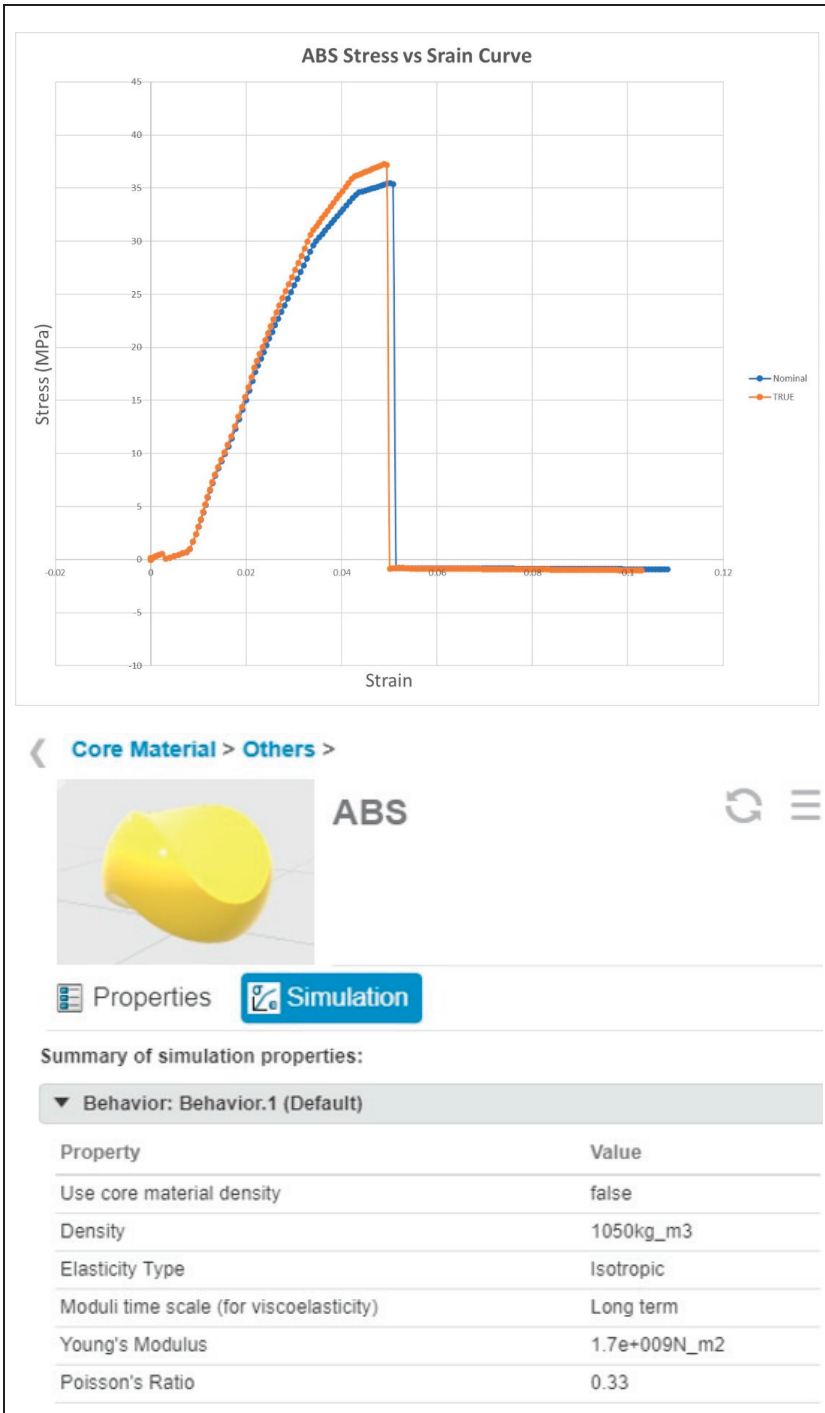 ABS Stress vs Srain Curve
45
40
35
30
25
20
15
10
5
0
-0.02
0
0.02
0.04
0.06
0.08
0.1
0.12
-5
-10
Stress (MPa)
Strain
Nominal
TRUE
Core Material > Others >
ABS
Properties
Simulation
Summary of simulation properties:
Behavior: Behavior.1 (Default)
Property Value
Use core material density false
Density 1050kg_m3
Elasticity Type Isotropic
Moduli time scale (for viscoelasticity) Long term
Young's Modulus 1.7e+009N_m2
Poisson's Ratio 0.33